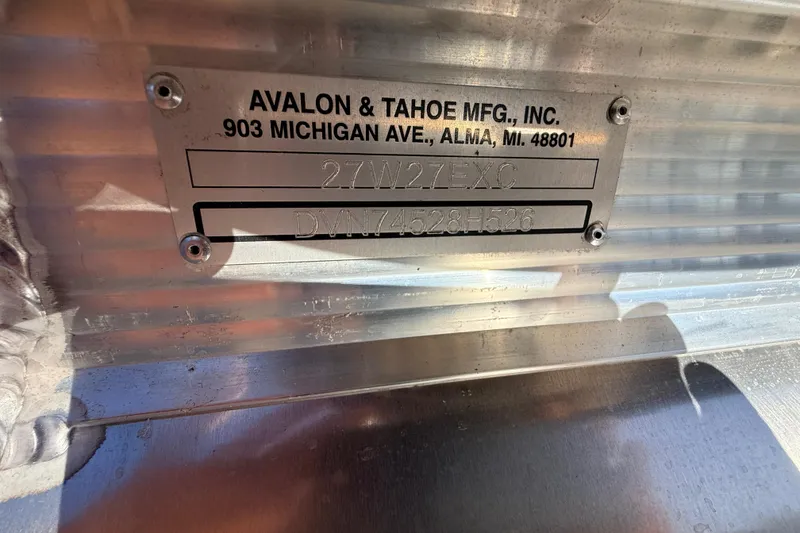 AVALON & TAHOE MFG., INC.
903 MICHIGAN AVE., ALMA, MI. 48801
27W27EXC
DVN74528H526